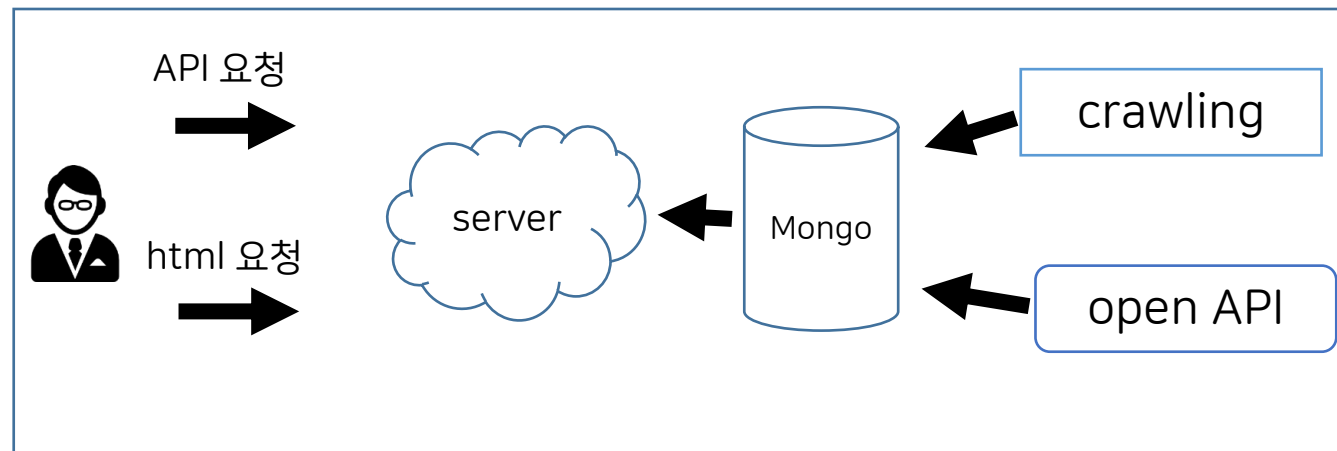 API 요청
html 요청
server
Mongo
crawling
open API